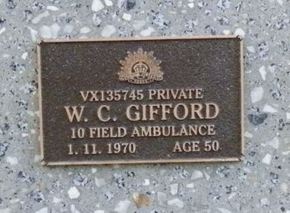 VX135745 PRIVATE
W. C. GIFFORD
10 FIELD AMBULANCE
1. 11. 1970 AGE 50